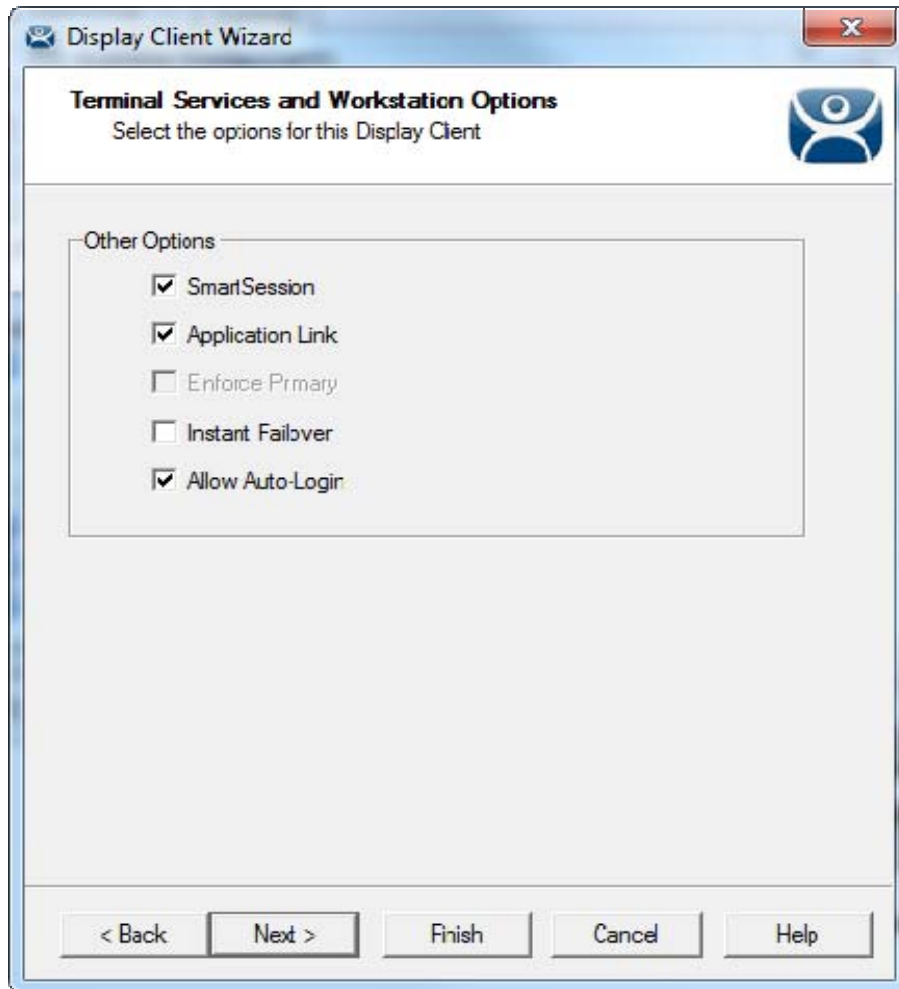 Display Client Wizard
Terminal Services and Workstation Options
Select the options for this Display Client
Other Options
SmartSession
Application Link
Enforce Primary
Instant Failover
Allow Auto-Login
< Back
Next >
Finish
Cancel
Help